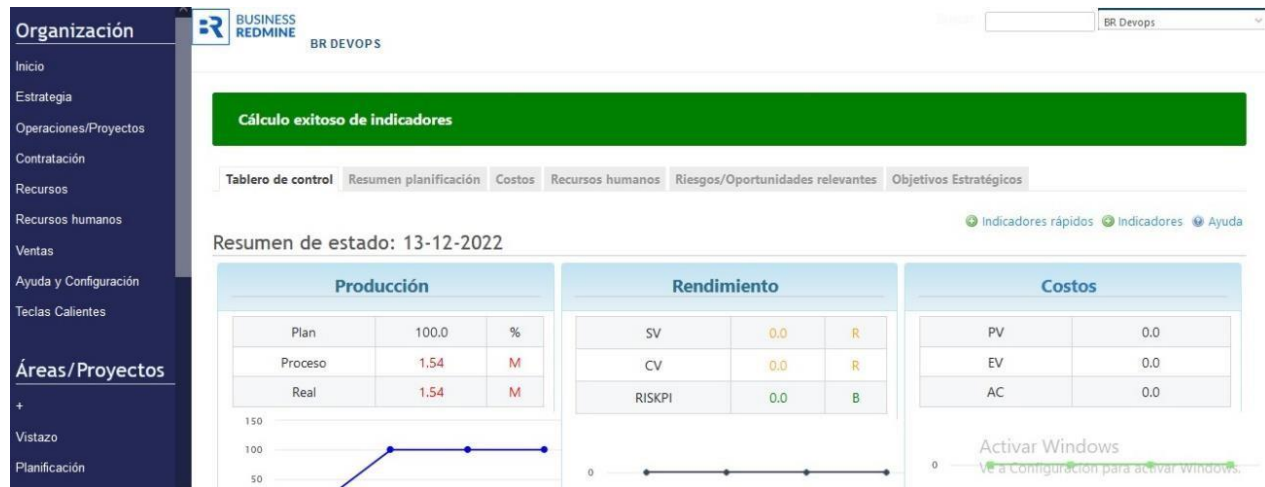 Organización
Inicio
Estrategia
Operaciones/Proyectos
Contratación
Recursos
Recursos humanos
Ventas
Ayuda y Configuración
Teclas Calientes
Áreas/Proyectos
+
Vistazo
Planificación
BUSINESS
REDMINE
BR DEVOPS
BR Devops
Cálculo exitoso de indicadores
Tablero de control Resumen planificación Costos Recursos humanos Riesgos/Oportunidades relevantes Objetivos Estratégicos
Indicadores rápidos Indicadores Ayuda
Resumen de estado: 13-12-2022
Producción
Plan 100.0 %
Proceso 1.54 M
Real 1.54 M
150
100
50
Rendimiento
SV 0.0 R
CV 0.0 R
RISKPI 0.0 B
0
Costos
PV 0.0
EV 0.0
AC 0.0
0
Activar Windows
Ve a Configuración para activar Windows.